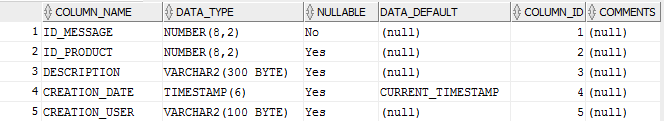 COLUMN_NAME DATA_TYPE NULLABLE DATA_DEFAULT COLUMN_ID COMMENTS
1 ID_MESSAGE NUMBER(8,2) No (null) 1 (null)
2 ID_PRODUCT NUMBER(8,2) Yes (null) 2 (null)
3 DESCRIPTION VARCHAR2(300 BYTE) Yes (null) 3 (null)
4 CREATION_DATE TIMESTAMP(6) Yes CURRENT_TIMESTAMP 4 (null)
5 CREATION_USER VARCHAR2(100 BYTE) Yes (null) 5 (null)